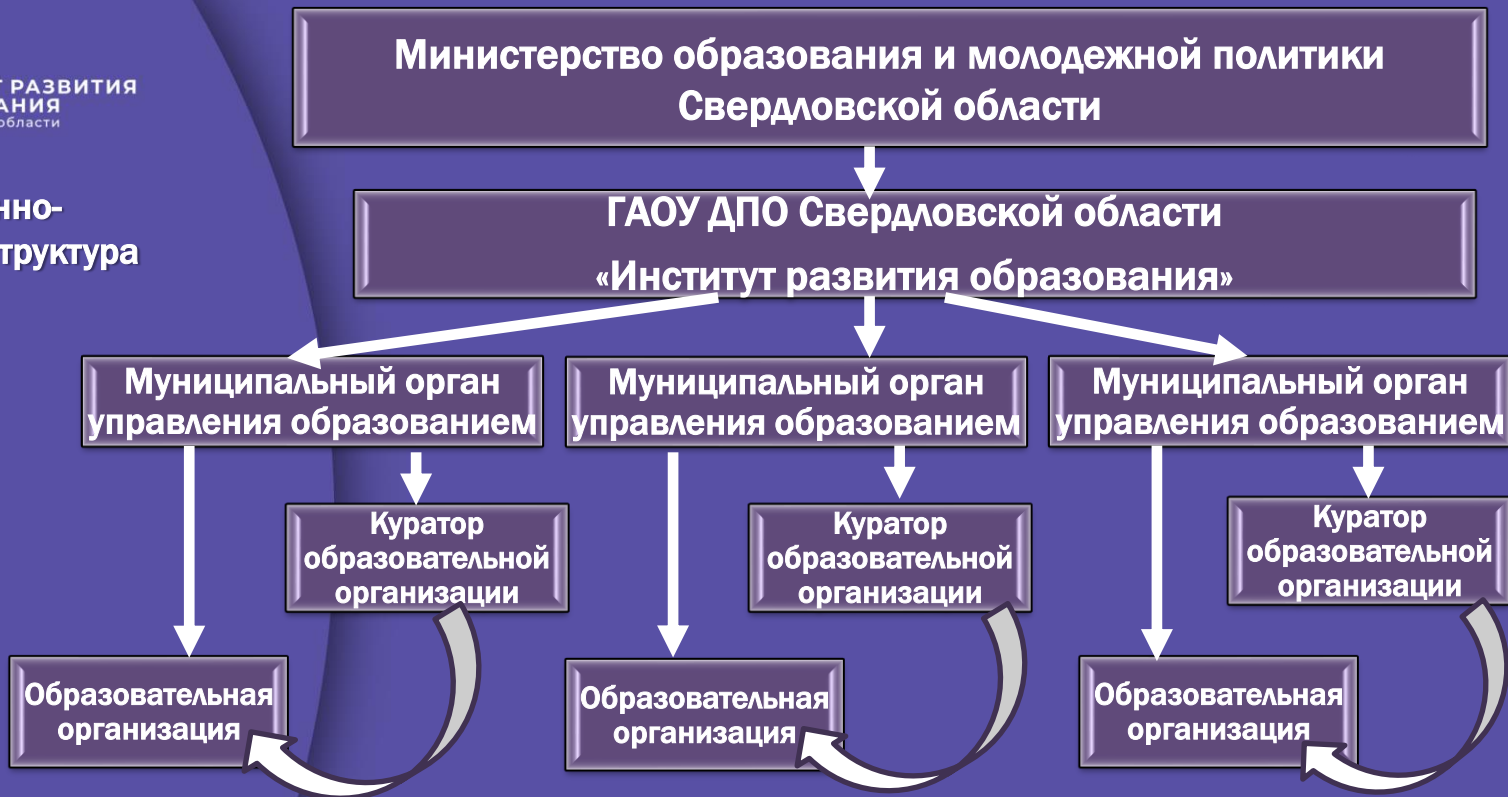 РАЗВИТИЯ
области
Министерство образования и молодежной политики
Свердловской области
ГАОУ ДПО Свердловской области
«Институт развития образования»
Муниципальный орган
управления образованием
Муниципальный орган
управления образованием
Муниципальный орган
управления образованием
Куратор
образовательной
организации
Куратор
образовательной
организации
Куратор
образовательной
организации
Образовательная
организация
Образовательная
организация
Образовательная
организация